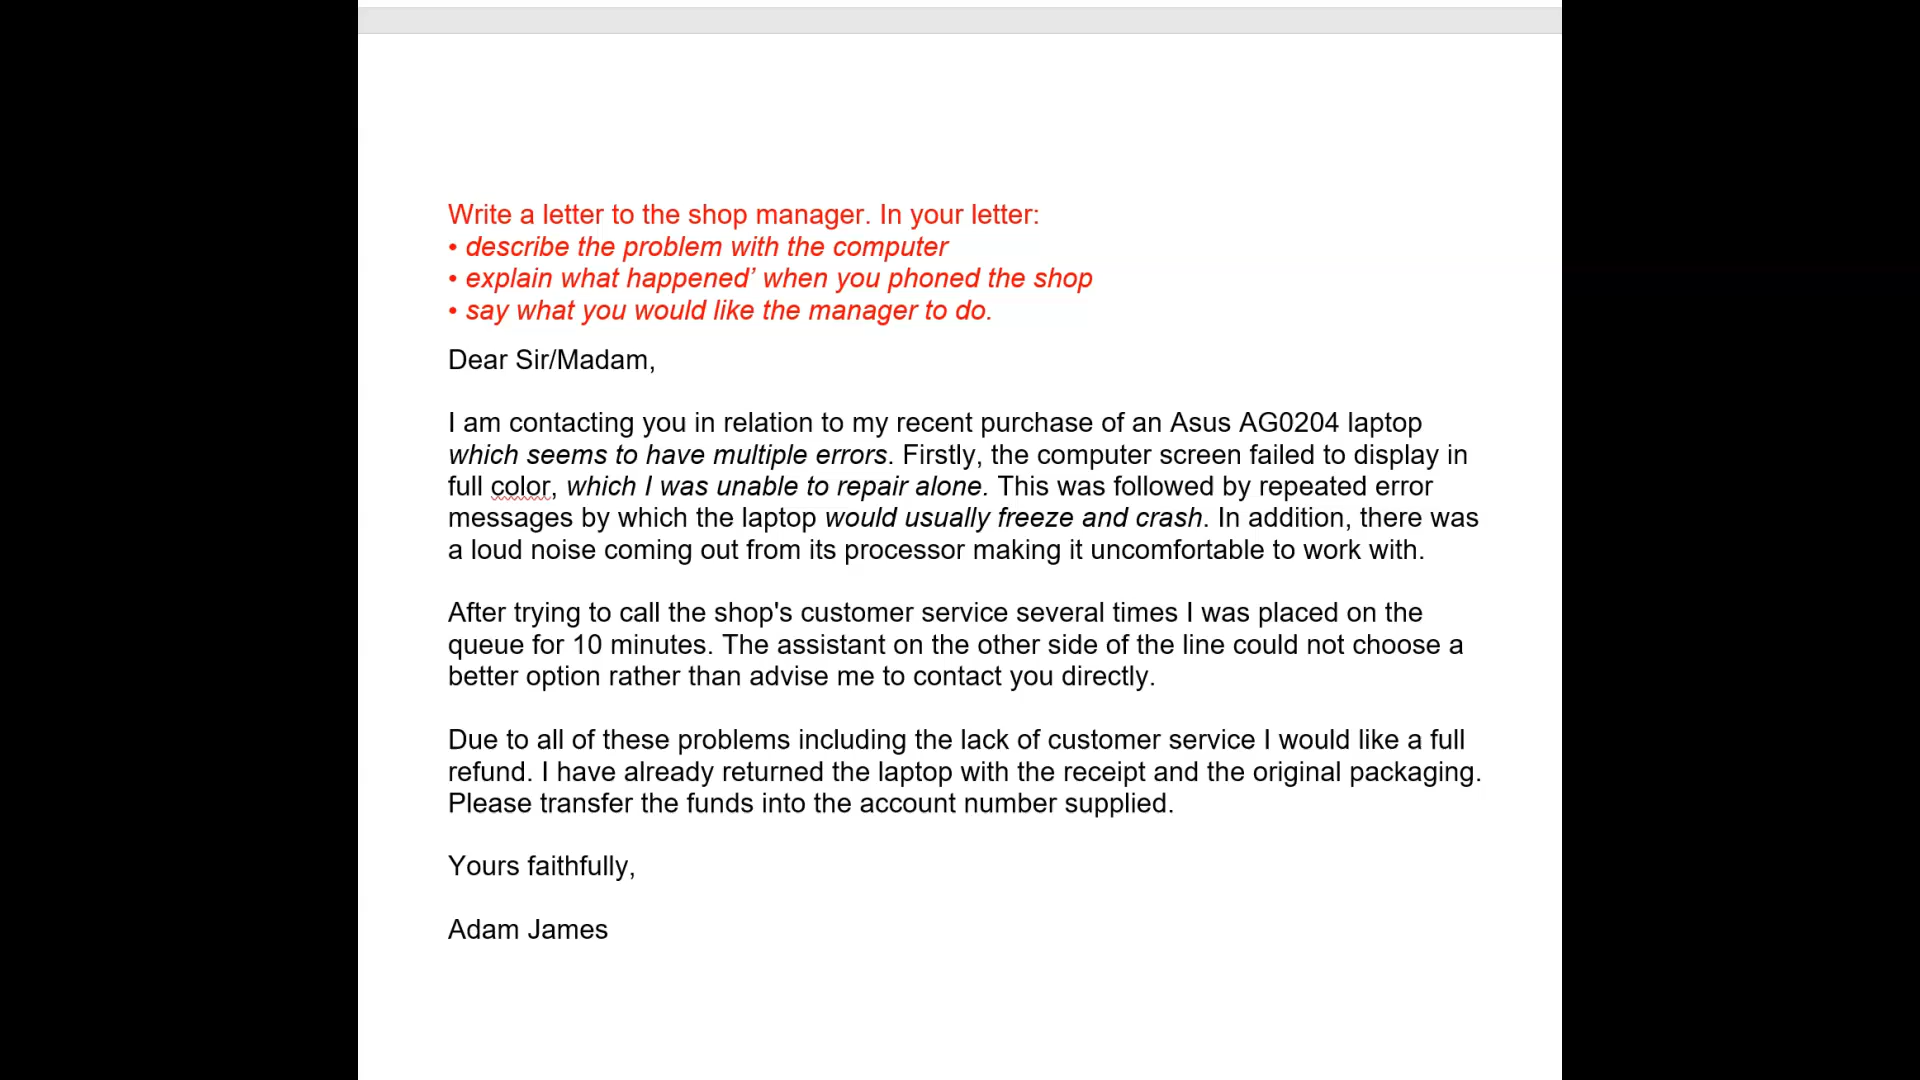 Write a letter to the shop manager. In your letter:
• describe the problem with the computer
• explain what happened’ when you phoned the shop
• say what you would like the manager to do.
Dear Sir/Madam,
I am contacting you in relation to my recent purchase of an Asus AG0204 laptop
which seems to have multiple errors. Firstly, the computer screen failed to display in
full color, which I was unable to repair alone. This was followed by repeated error
messages by which the laptop would usually freeze and crash. In addition, there was
a loud noise coming out from its processor making it uncomfortable to work with.
After trying to call the shop's customer service several times I was placed on the
queue for 10 minutes. The assistant on the other side of the line could not choose a
better option rather than advise me to contact you directly.
Due to all of these problems including the lack of customer service I would like a full
refund. I have already returned the laptop with the receipt and the original packaging.
Please transfer the funds into the account number supplied.
Yours faithfully,
Adam James